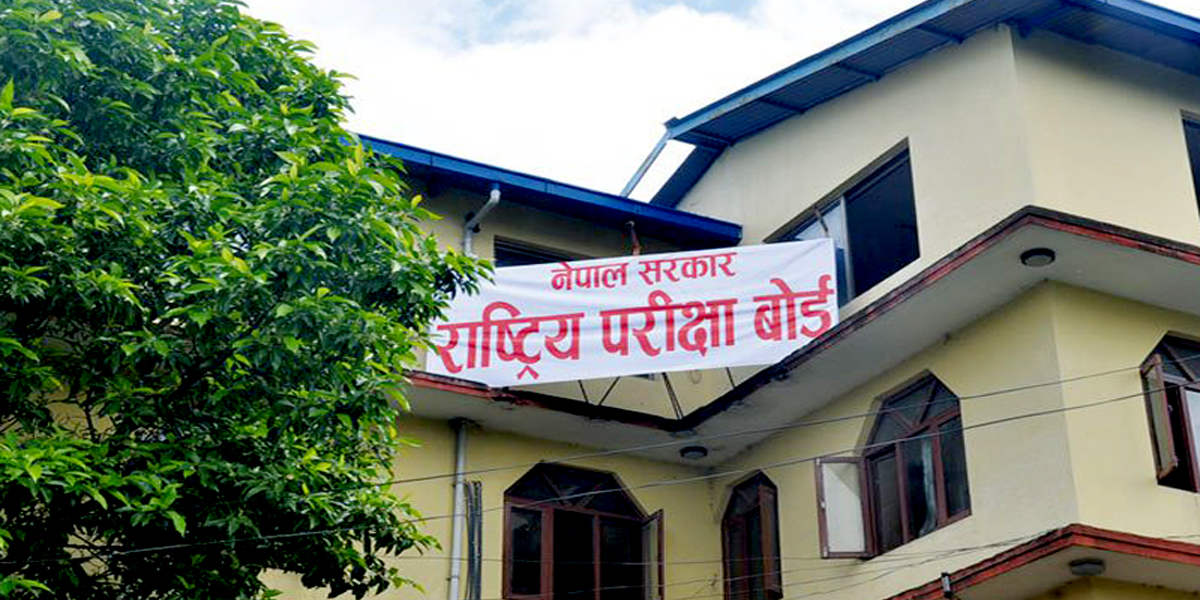 नेपाल सरकार
राष्ट्रिय परीक्षा बोर्ड